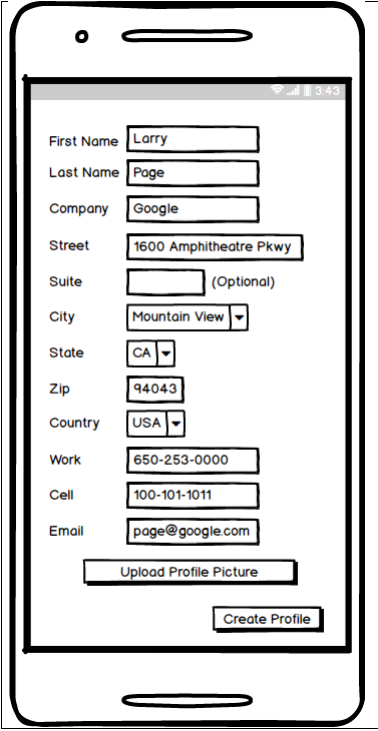 3:43
First Name Larry
Last Name Page
Company Google
Street 1600 Amphitheatre Pkwy
Suite (Optional)
City Mountain View
State CA
Zip 94043
Country USA
Work 650-253-0000
Cell 100-101-1011
Email page@google.com
Upload Profile Picture
Create Profile